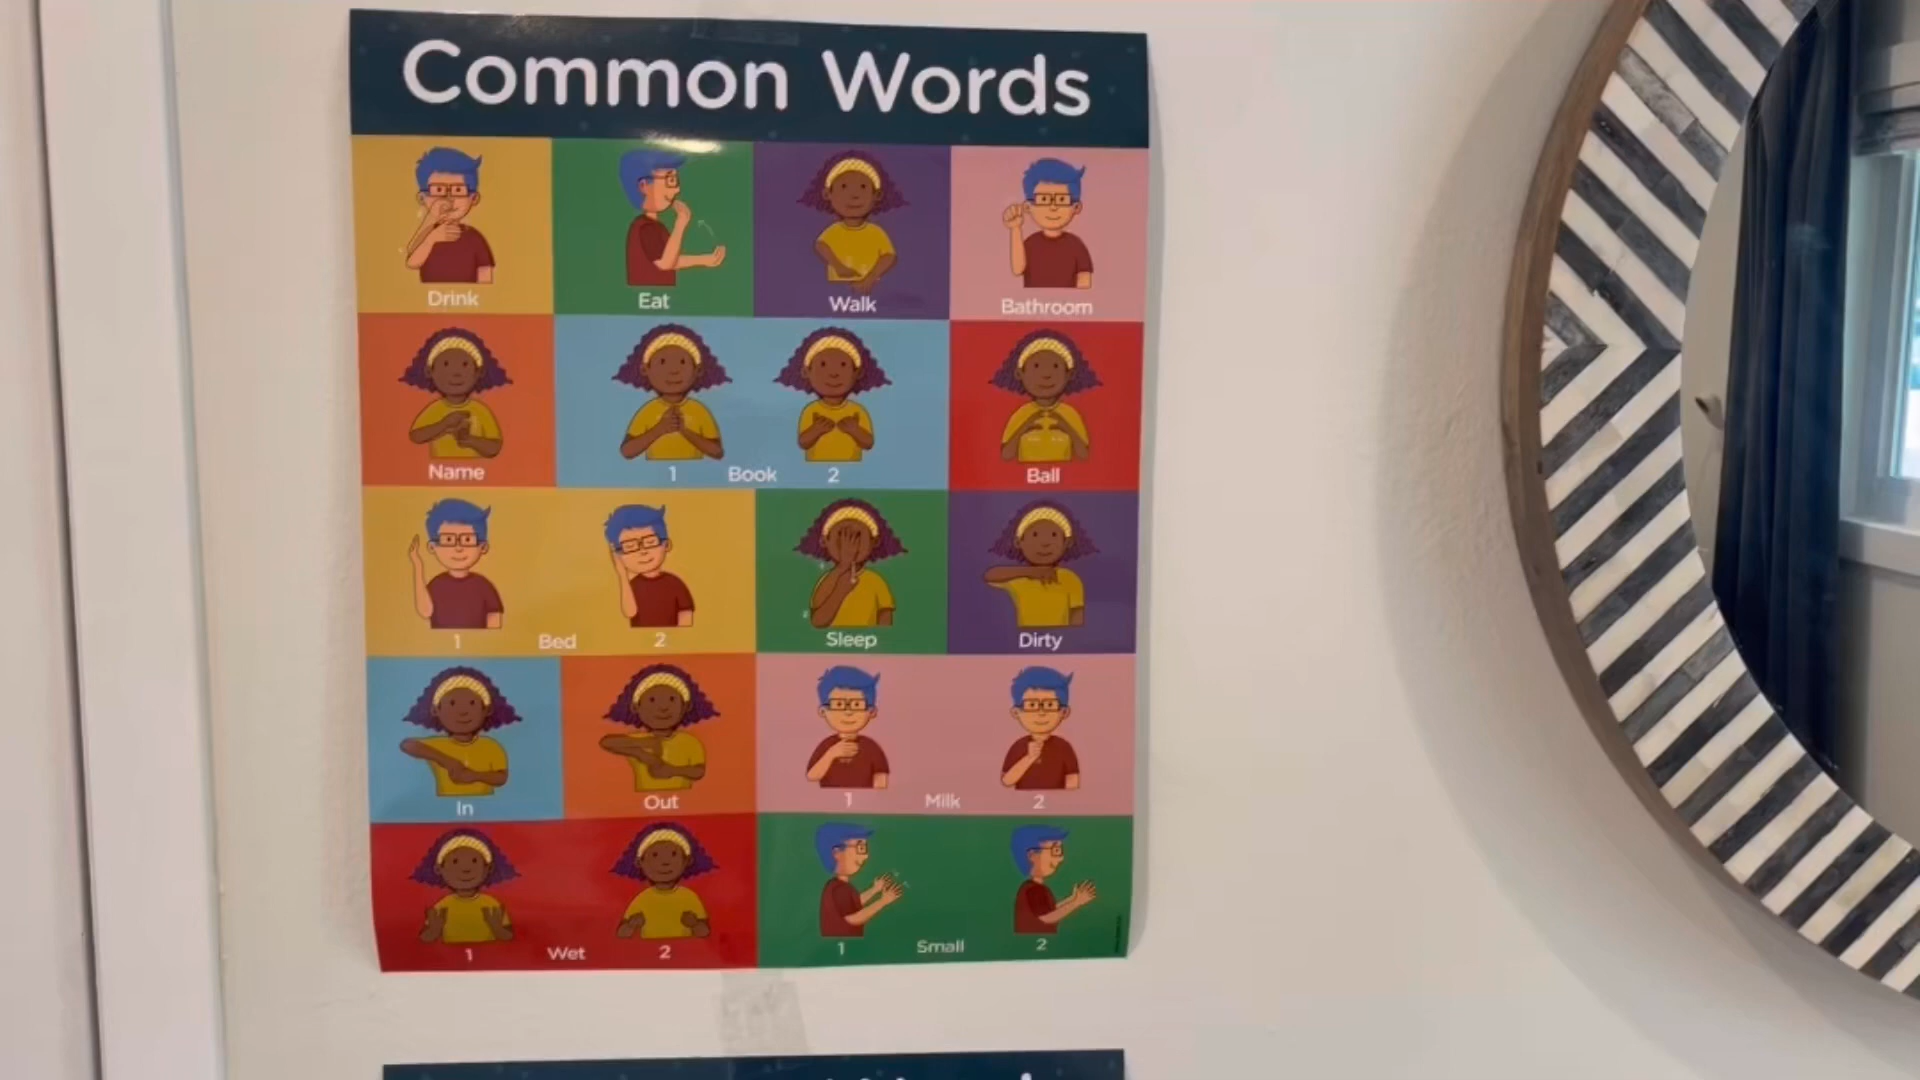 Common Words
Drink Eat Walk Bathroom
Name 1 Book 2 Ball
1 Bed 2 Sleep Dirty
In Out 1 Milk 2
1 Wet 2 1 Small 2